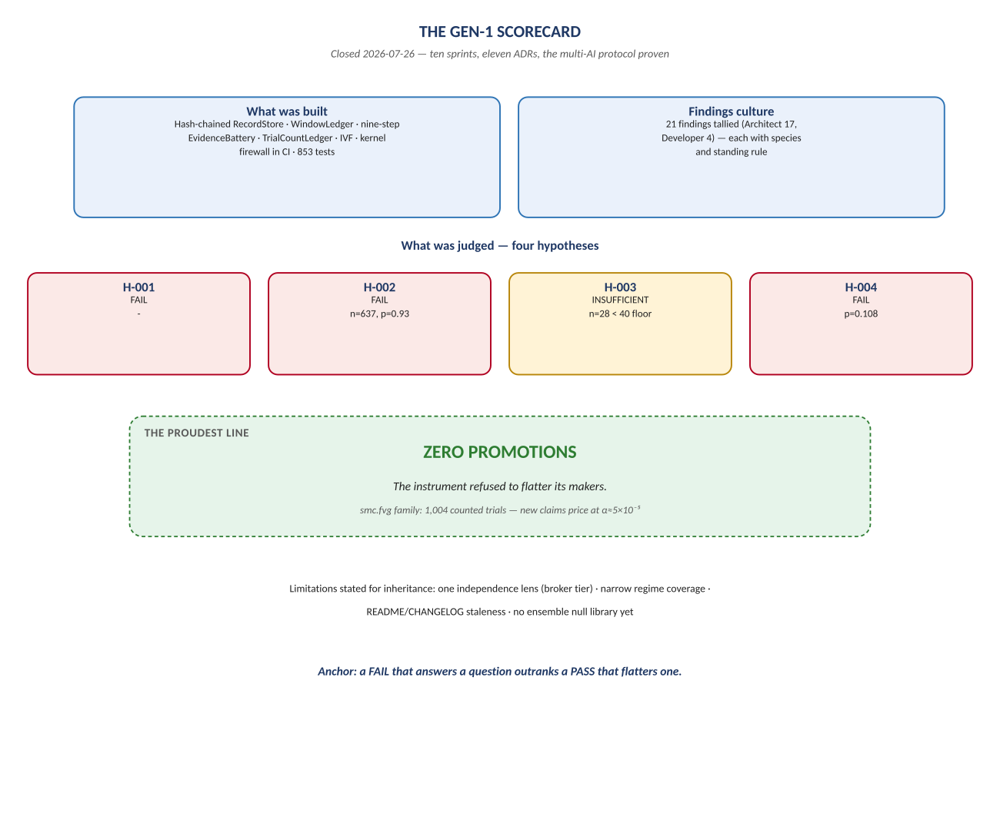 THE GEN-1 SCORECARD
Closed 2026-07-26 — ten sprints, eleven ADRs, the multi-AI protocol proven
What was built
Hash-chained RecordStore · WindowLedger · nine-step
EvidenceBattery · TrialCountLedger · IVF · kernel
firewall in CI · 853 tests
Findings culture
21 findings tallied (Architect 17,
Developer 4) — each with species
and standing rule
What was judged — four hypotheses
H-001
FAIL
-
H-002
FAIL
n=637, p=0.93
H-003
INSUFFICIENT
n=28 < 40 floor
H-004
FAIL
p=0.108
THE PROUDEST LINE
ZERO PROMOTIONS
The instrument refused to flatter its makers.
smc.fvg family: 1,004 counted trials — new claims price at α≈5×10⁻⁵
Limitations stated for inheritance: one independence lens (broker tier) · narrow regime coverage ·
README/CHANGELOG staleness · no ensemble null library yet
Anchor: a FAIL that answers a question outranks a PASS that flatters one.